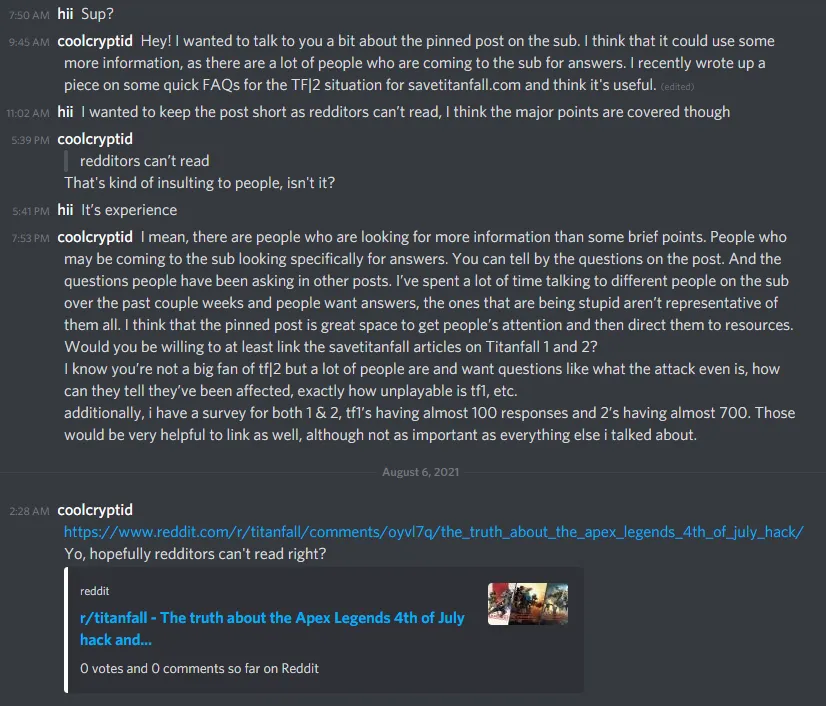 7:50 AM hii Sup?
9:45 AM coolcryptid Hey! I wanted to talk to you a bit about the pinned post on the sub. I think that it could use some
more information, as there are a lot of people who are coming to the sub for answers. I recently wrote up a
piece on some quick FAQs for the TF|2 situation for savetitanfall.com and think it's useful. (edited)
11:02 AM hii I wanted to keep the post short as redditors can't read, I think the major points are covered though
5:39 PM coolcryptid
redditors can't read
That's kind of insulting to people, isn't it?
5:41 PM hii It's experience
7:53 PM coolcryptid I mean, there are people who are looking for more information than some brief points. People who
may be coming to the sub looking specifically for answers. You can tell by the questions on the post. And the
questions people have been asking in other posts. I've spent a lot of time talking to different people on the sub
over the past couple weeks and people want answers, the ones that are being stupid aren't representative of
them all. I think that the pinned post is great space to get people's attention and then direct them to resources.
Would you be willing to at least link the savetitanfall articles on Titanfall 1 and 2?
I know you're not a big fan of tf|2 but a lot of people are and want questions like what the attack even is, how
can they tell they've been affected, exactly how unplayable is tf1, etc.
additionally, i have a survey for both 1 & 2, tf1's having almost 100 responses and 2's having almost 700. Those
would be very helpful to link as well, although not as important as everything else i talked about.
August 6, 2021
2:28 AM coolcryptid
https://www.reddit.com/r/titanfall/comments/oyvl7q/the_truth_about_the_apex_legends_4th_of_july_hack/
Yo, hopefully redditors can't read right?
reddit
r/titanfall - The truth about the Apex Legends 4th of July
hack and...
0 votes and 0 comments so far on Reddit